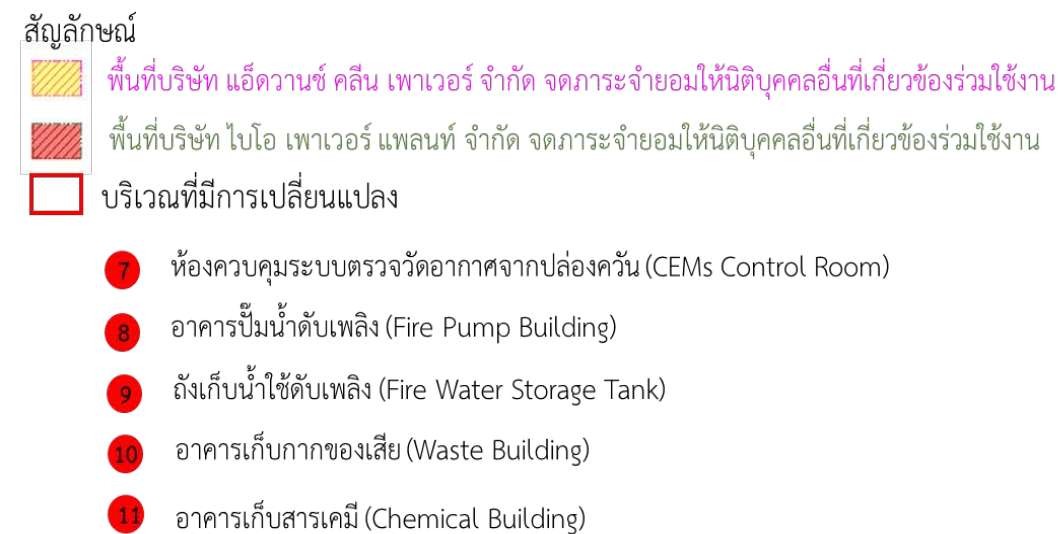 สัญลักษณ์
พื้นที่บริษัท แอ็ดวานซ์ คลีน เพาเวอร์ จำกัด จดภาระจำยอมให้นิติบุคคลอื่นที่เกี่ยวข้องร่วมใช้งาน
พื้นที่บริษัท ไบโอ เพาเวอร์ แพลนท์ จำกัด จดภาระจำยอมให้นิติบุคคลอื่นที่เกี่ยวข้องร่วมใช้งาน
บริเวณที่มีการเปลี่ยนแปลง
7 ห้องควบคุมระบบตรวจวัดอากาศจากปล่องควัน (CEMs Control Room)
8 อาคารปั๊มน้ำดับเพลิง (Fire Pump Building)
9 ถังเก็บน้ำใช้ดับเพลิง (Fire Water Storage Tank)
10 อาคารเก็บกากของเสีย (Waste Building)
11 อาคารเก็บสารเคมี (Chemical Building)